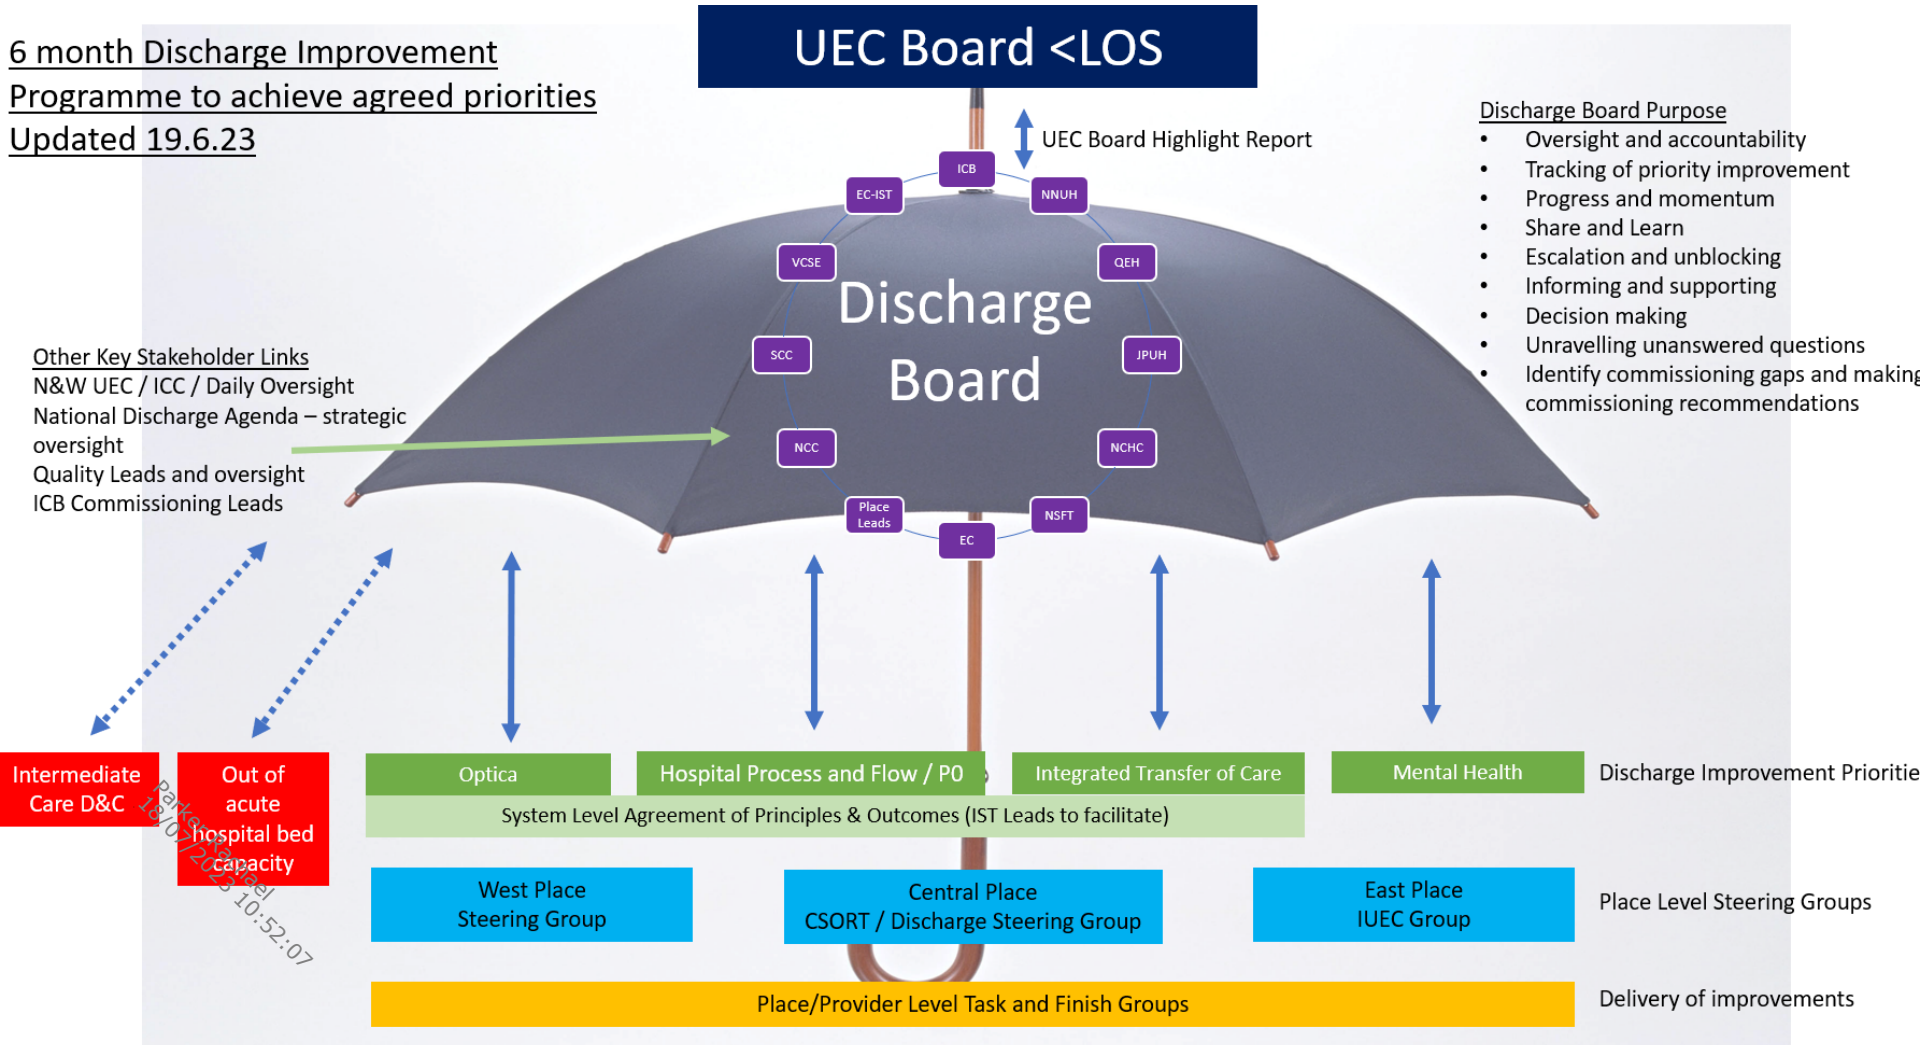 6 month Discharge Improvement
Programme to achieve agreed priorities
Updated 19.6.23
UEC Board <LOS
UEC Board Highlight Report
Discharge Board Purpose
• Oversight and accountability
• Tracking of priority improvement
• Progress and momentum
• Share and Learn
• Escalation and unblocking
• Informing and supporting
• Decision making
• Unravelling unanswered questions
• Identify commissioning gaps and making
commissioning recommendations
ICB
NNUH
QEH
JPUH
NCHC
NSFT
EC
Place
Leads
NCC
SCC
VCSE
EC-IST
Discharge
Board
Other Key Stakeholder Links
N&W UEC / ICC / Daily Oversight
National Discharge Agenda – strategic
oversight
Quality Leads and oversight
ICB Commissioning Leads
Intermediate
Care D&C
Out of
acute
hospital bed
capacity
Optica
Hospital Process and Flow / P0
Integrated Transfer of Care
Mental Health
Discharge Improvement Prioritie
System Level Agreement of Principles & Outcomes (IST Leads to facilitate)
West Place
Steering Group
Central Place
CSORT / Discharge Steering Group
East Place
IUEC Group
Place Level Steering Groups
Place/Provider Level Task and Finish Groups
Delivery of improvements
18/07/2023 10:52:07